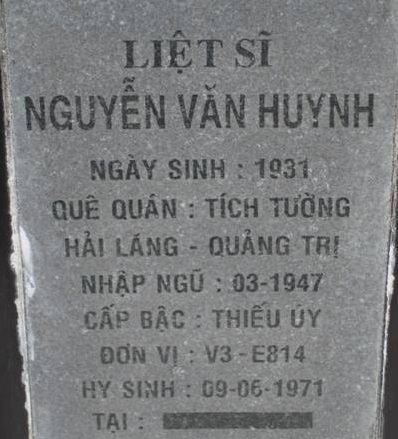 LIỆT SĨ
NGUYỄN VĂN HUYNH
NGÀY SINH : 1931
QUÊ QUÁN : TÍCH TƯỜNG
HẢI LĂNG - QUẢNG TRỊ
NHẬP NGŨ : 03-1947
CẤP BẬC : THIẾU ÚY
ĐƠN VỊ : V3 - E814
HY SINH : 09-06-1971
TẠI :